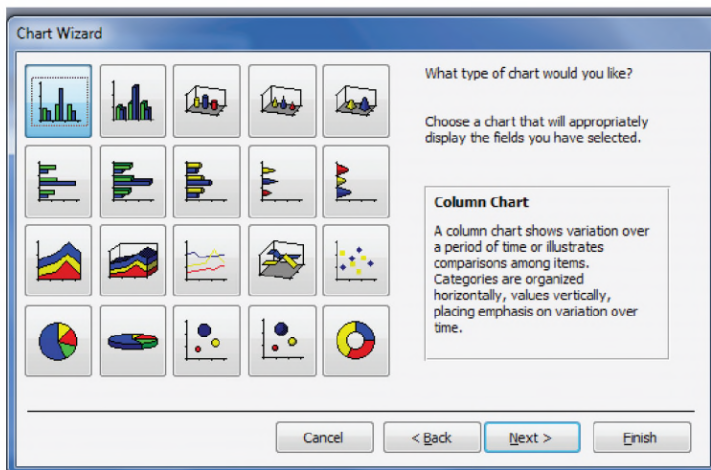 Chart Wizard
What type of chart would you like?
Choose a chart that will appropriately
display the fields you have selected.
Column Chart
A column chart shows variation over
a period of time or illustrates
comparisons among items.
Categories are organized
horizontally, values vertically,
placing emphasis on variation over
time.
Cancel
< Back
Next >
Finish